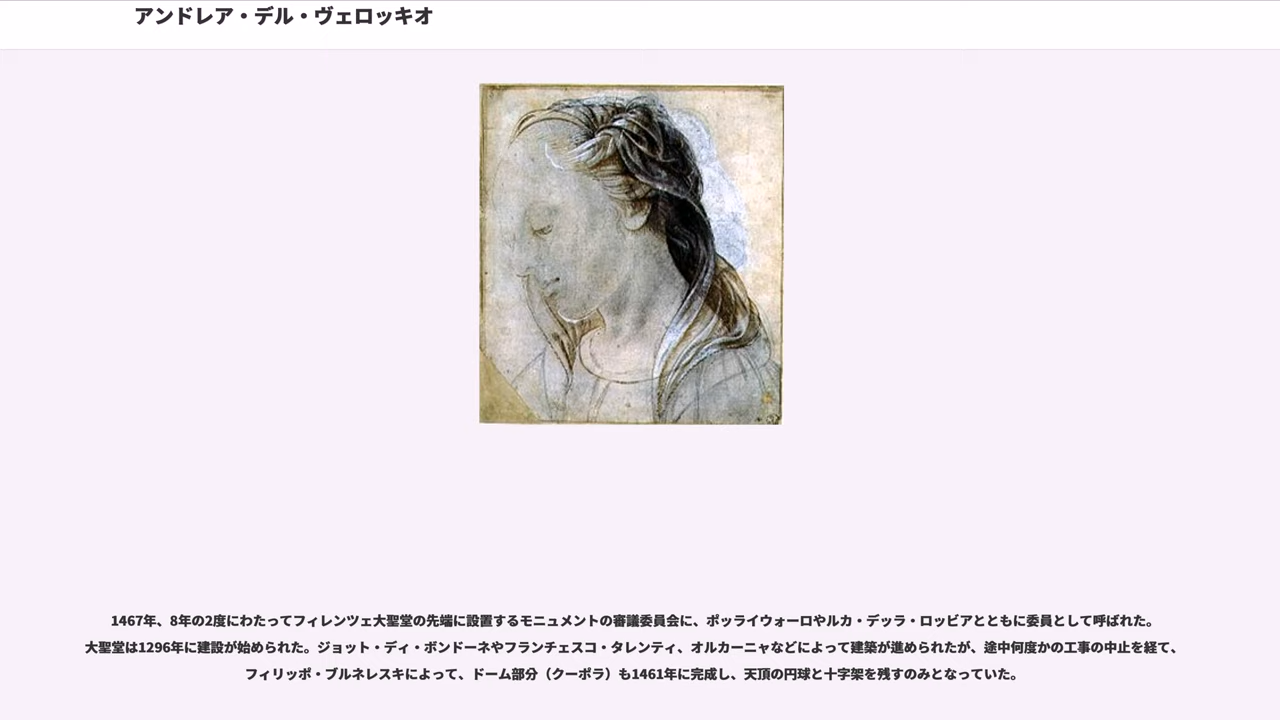 アンドレア・デル・ヴェロッキオ
1467年、8年の2度にわたってフィレンツェ大聖堂の先端に設置するモニュメントの審議委員会に、ポッライウォーロやルカ・デッラ・ロッビアとともに委員として呼ばれた。
大聖堂は1296年に建設が始められた。ジョット・ディ・ボンドーネやフランチェスコ・タレンティ、オルカーニャなどによって建築が進められたが、途中何度かの工事の中止を経て、
フィリッポ・ブルネレスキによって、ドーム部分（クーポラ）も1461年に完成し、天頂の円球と十字架を残すのみとなっていた。